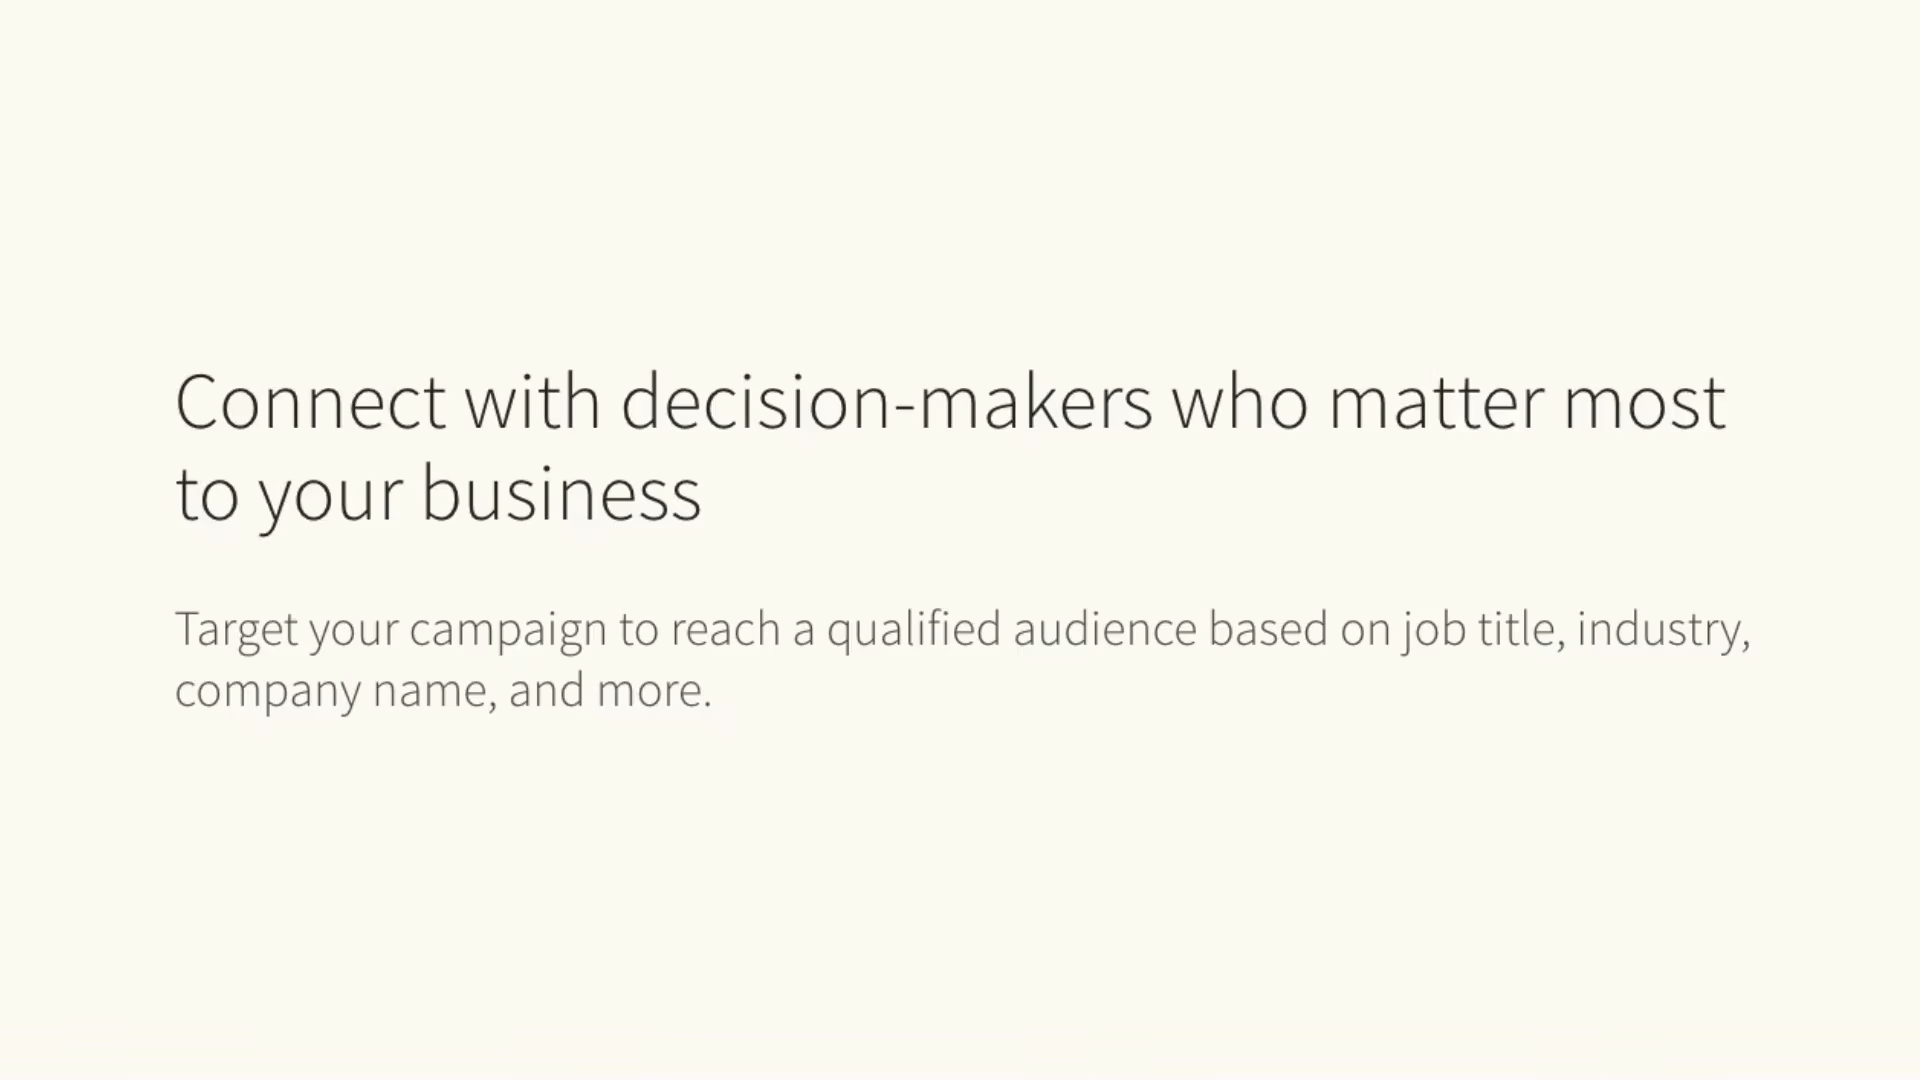 Connect with decision-makers who matter most
to your business
Target your campaign to reach a qualified audience based on job title, industry,
company name, and more.